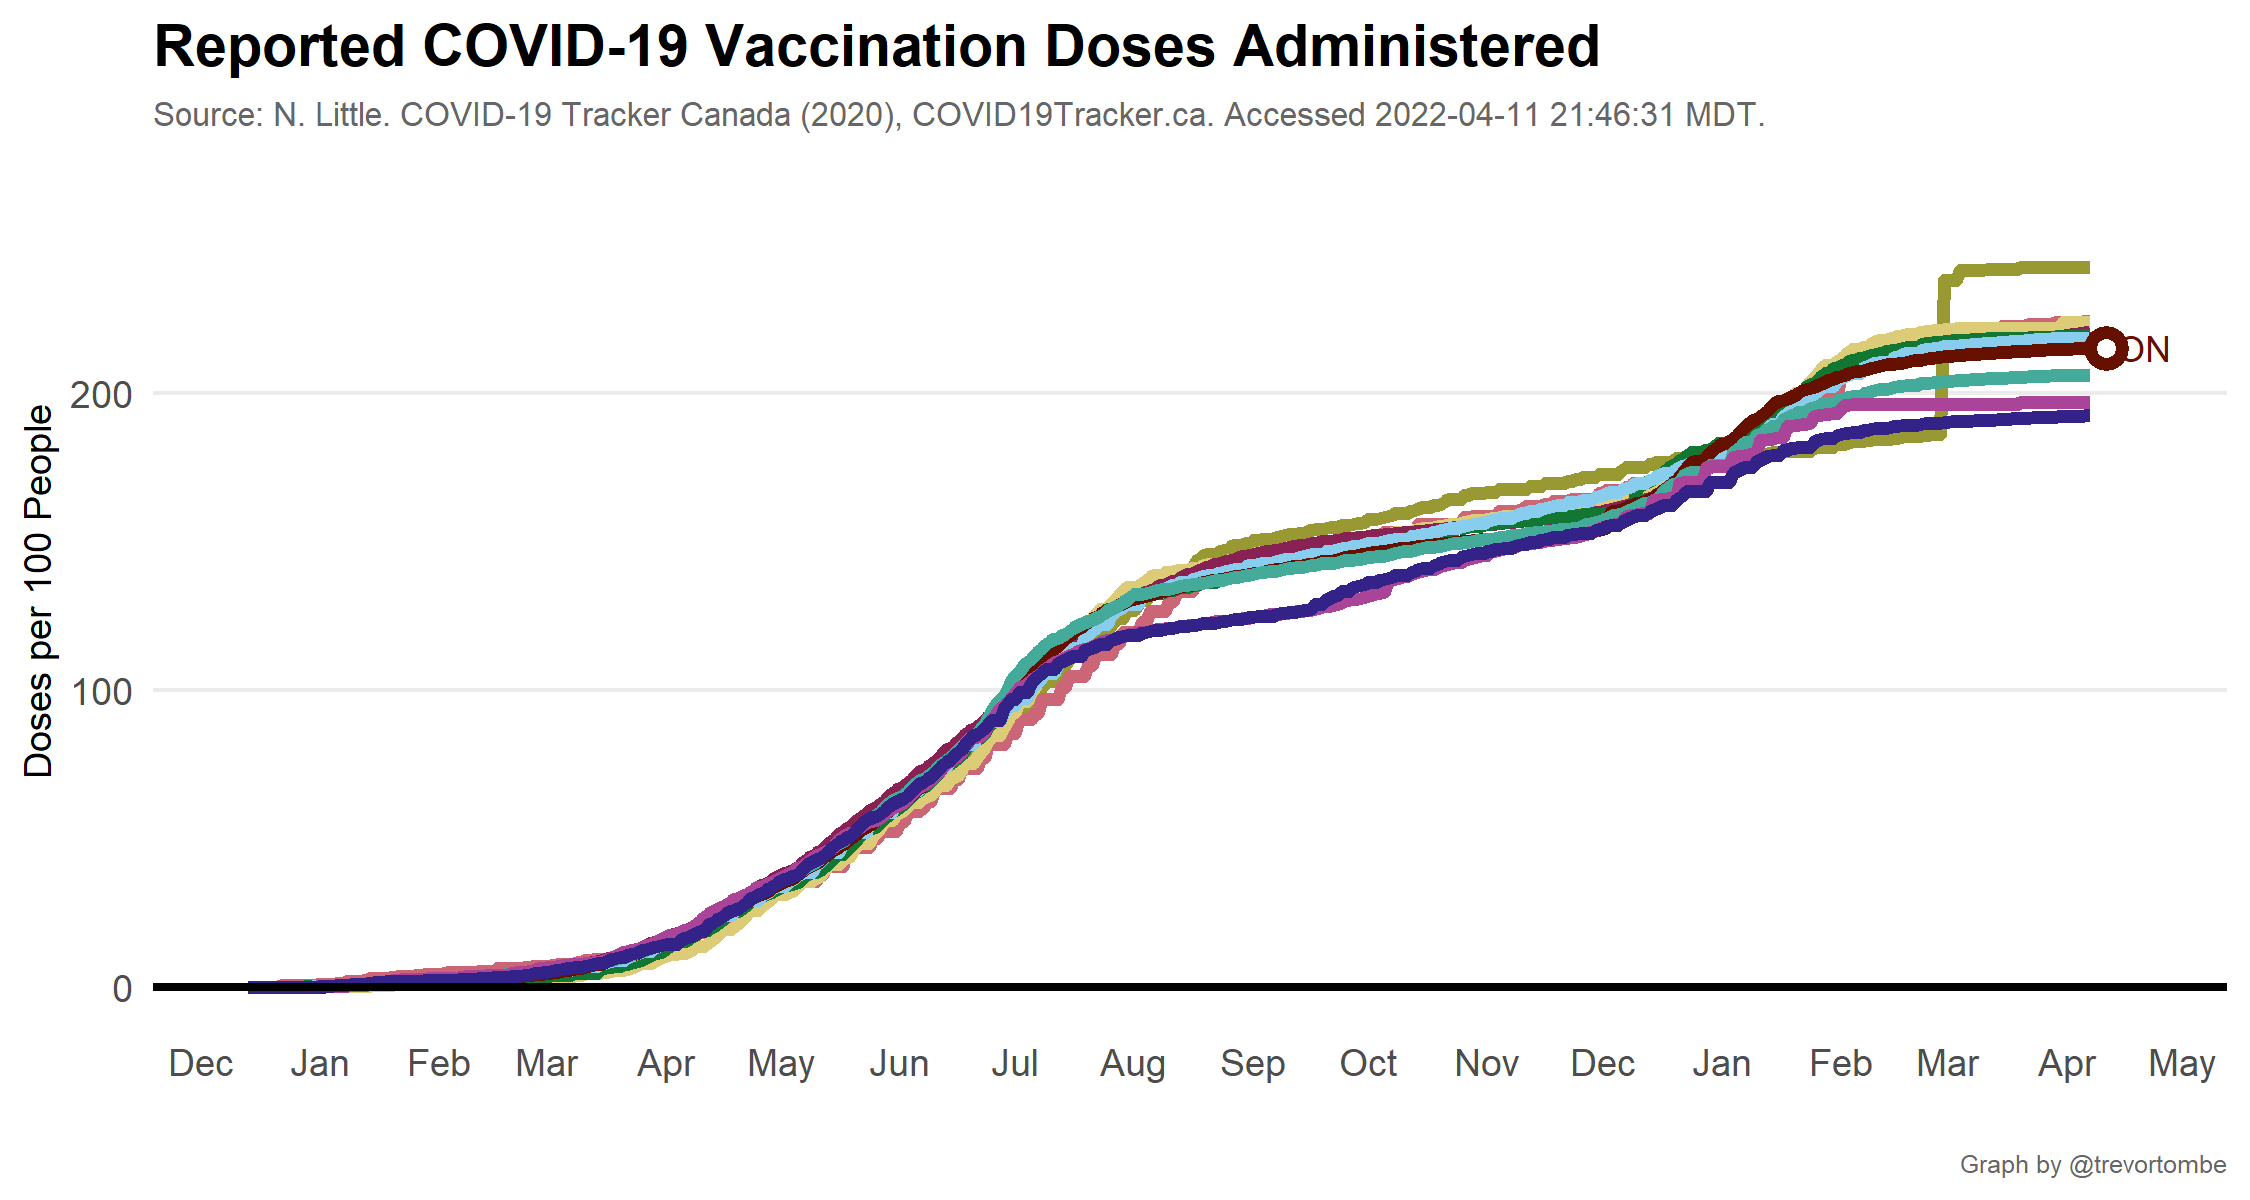 Reported COVID-19 Vaccination Doses Administered
Source: N. Little. COVID-19 Tracker Canada (2020), COVID19Tracker.ca. Accessed 2022-04-11 21:46:31 MDT.
Doses per 100 People
200
100
0
ON
Dec Jan Feb Mar Apr May Jun Jul Aug Sep Oct Nov Dec Jan Feb Mar Apr May
Graph by @trevortombe